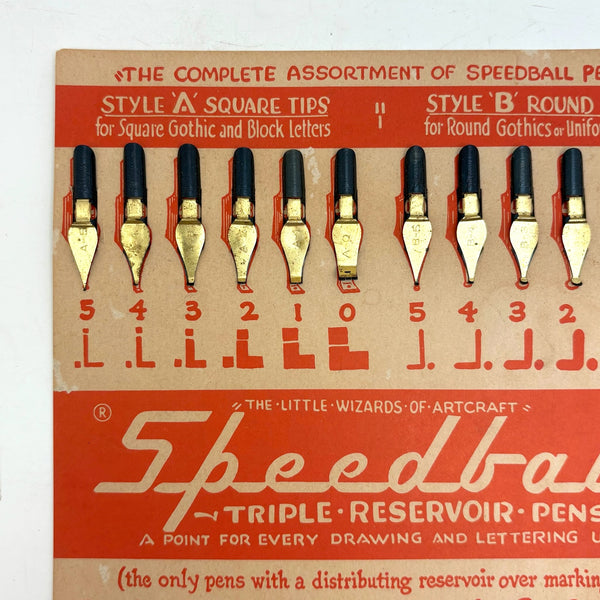 "THE COMPLETE ASSORTMENT OF SPEEDBALL PE
STYLE 'A' SQUARE TIPS
for Square Gothic and Block Letters
STYLE 'B' ROUND
for Round Gothics or Unifo
5 4 3 2 1 0
5 4 3 2
"THE·LITTLE·WIZARDS·OF·ARTCRAFT"
® Speedbal
TRIPLE·RESERVOIR·PENS
A POINT FOR EVERY DRAWING AND LETTERING U
(the only pens with a distributing reservoir over markin